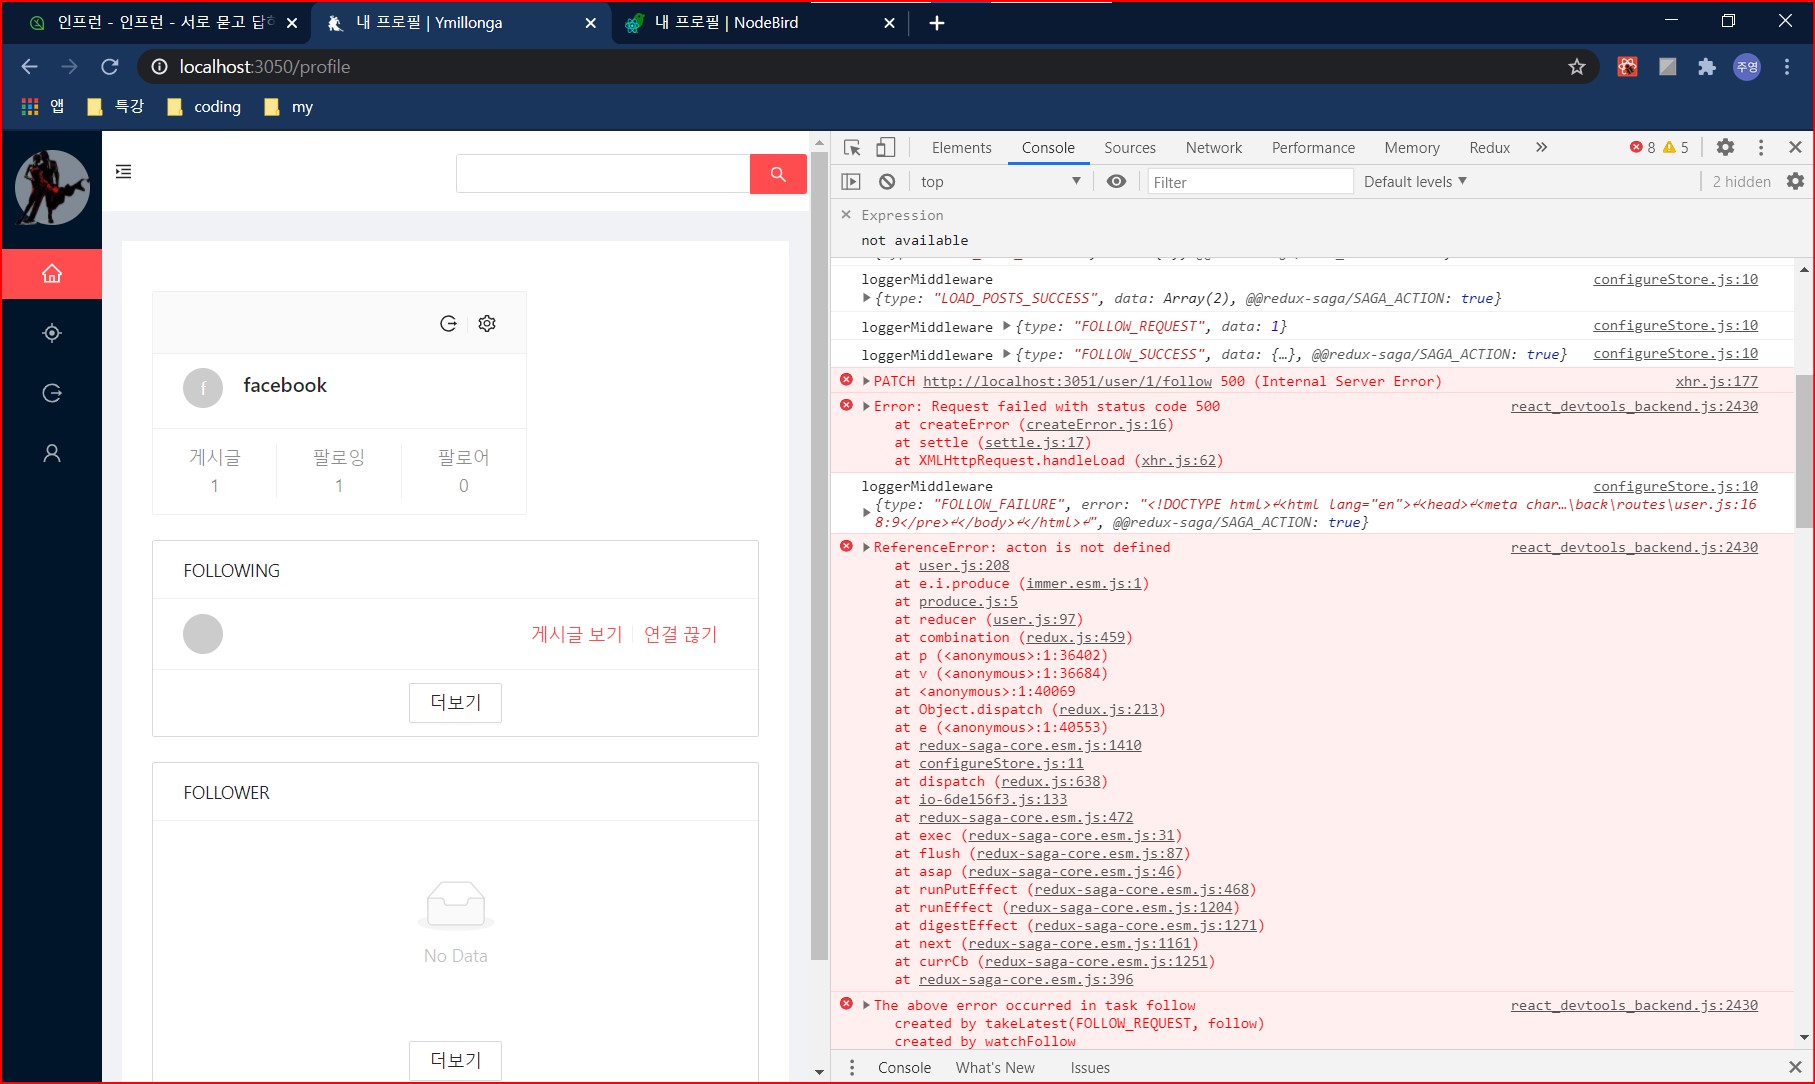 인프런 - 인프런 - 서로 묻고 답하
내 프로필 | Ymillonga
내 프로필 | NodeBird
localhost:3050/profile
주영
앱
특강
coding
my
f
facebook
게시글
팔로잉
팔로어
1
1
0
FOLLOWING
게시글 보기
연결 끊기
더보기
FOLLOWER
No Data
더보기
Elements Console Sources Network Performance Memory Redux » 8 5
top
Filter
Default levels
2 hidden
Expression
not available
loggerMiddleware configureStore.js:10
{type: "LOAD_POSTS_SUCCESS", data: Array(2), @@redux-saga/SAGA_ACTION: true}
loggerMiddleware {type: "FOLLOW_REQUEST", data: 1} configureStore.js:10
loggerMiddleware {type: "FOLLOW_SUCCESS", data: {…}, @@redux-saga/SAGA_ACTION: true} configureStore.js:10
PATCH http://localhost:3051/user/1/follow 500 (Internal Server Error) xhr.js:177
Error: Request failed with status code 500 react_devtools_backend.js:2430
at createError (createError.js:16)
at settle (settle.js:17)
at XMLHttpRequest.handleLoad (xhr.js:62)
loggerMiddleware configureStore.js:10
{type: "FOLLOW_FAILURE", error: "<!DOCTYPE html>↵<html lang="en">↵<head>↵<meta char…\back\routes\user.js:16
8:9</pre>↵</body>↵</html>↵", @@redux-saga/SAGA_ACTION: true}
ReferenceError: acton is not defined react_devtools_backend.js:2430
at user.js:208
at e.i.produce (immer.esm.js:1)
at produce.js:5
at reducer (user.js:97)
at combination (redux.js:459)
at p (<anonymous>:1:36402)
at v (<anonymous>:1:36684)
at <anonymous>:1:40069
at Object.dispatch (redux.js:213)
at e (<anonymous>:1:40553)
at redux-saga-core.esm.js:1410
at configureStore.js:11
at dispatch (redux.js:638)
at io-6de156f3.js:133
at redux-saga-core.esm.js:472
at exec (redux-saga-core.esm.js:31)
at flush (redux-saga-core.esm.js:87)
at asap (redux-saga-core.esm.js:46)
at runPutEffect (redux-saga-core.esm.js:468)
at runEffect (redux-saga-core.esm.js:1204)
at digestEffect (redux-saga-core.esm.js:1271)
at next (redux-saga-core.esm.js:1161)
at currCb (redux-saga-core.esm.js:1251)
at redux-saga-core.esm.js:396
The above error occurred in task follow react_devtools_backend.js:2430
created by takeLatest(FOLLOW_REQUEST, follow)
created by watchFollow
Console What's New Issues